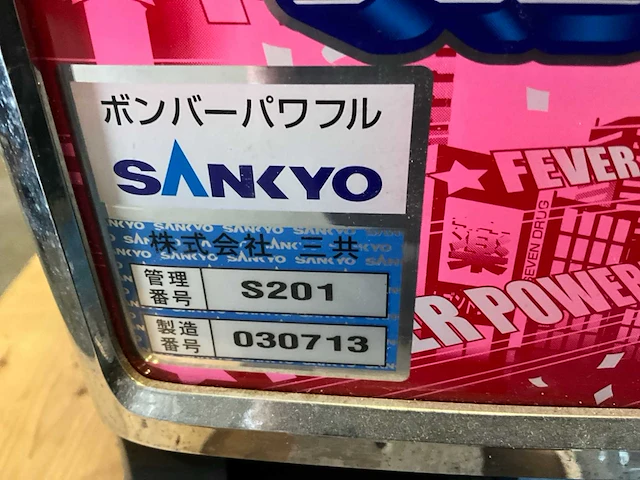 ボンバーパワフル
SANKYO
株式会社 三共
管理番号 S201
製造番号 030713
FEVER
薬
SEVEN DRUG
ER POWER